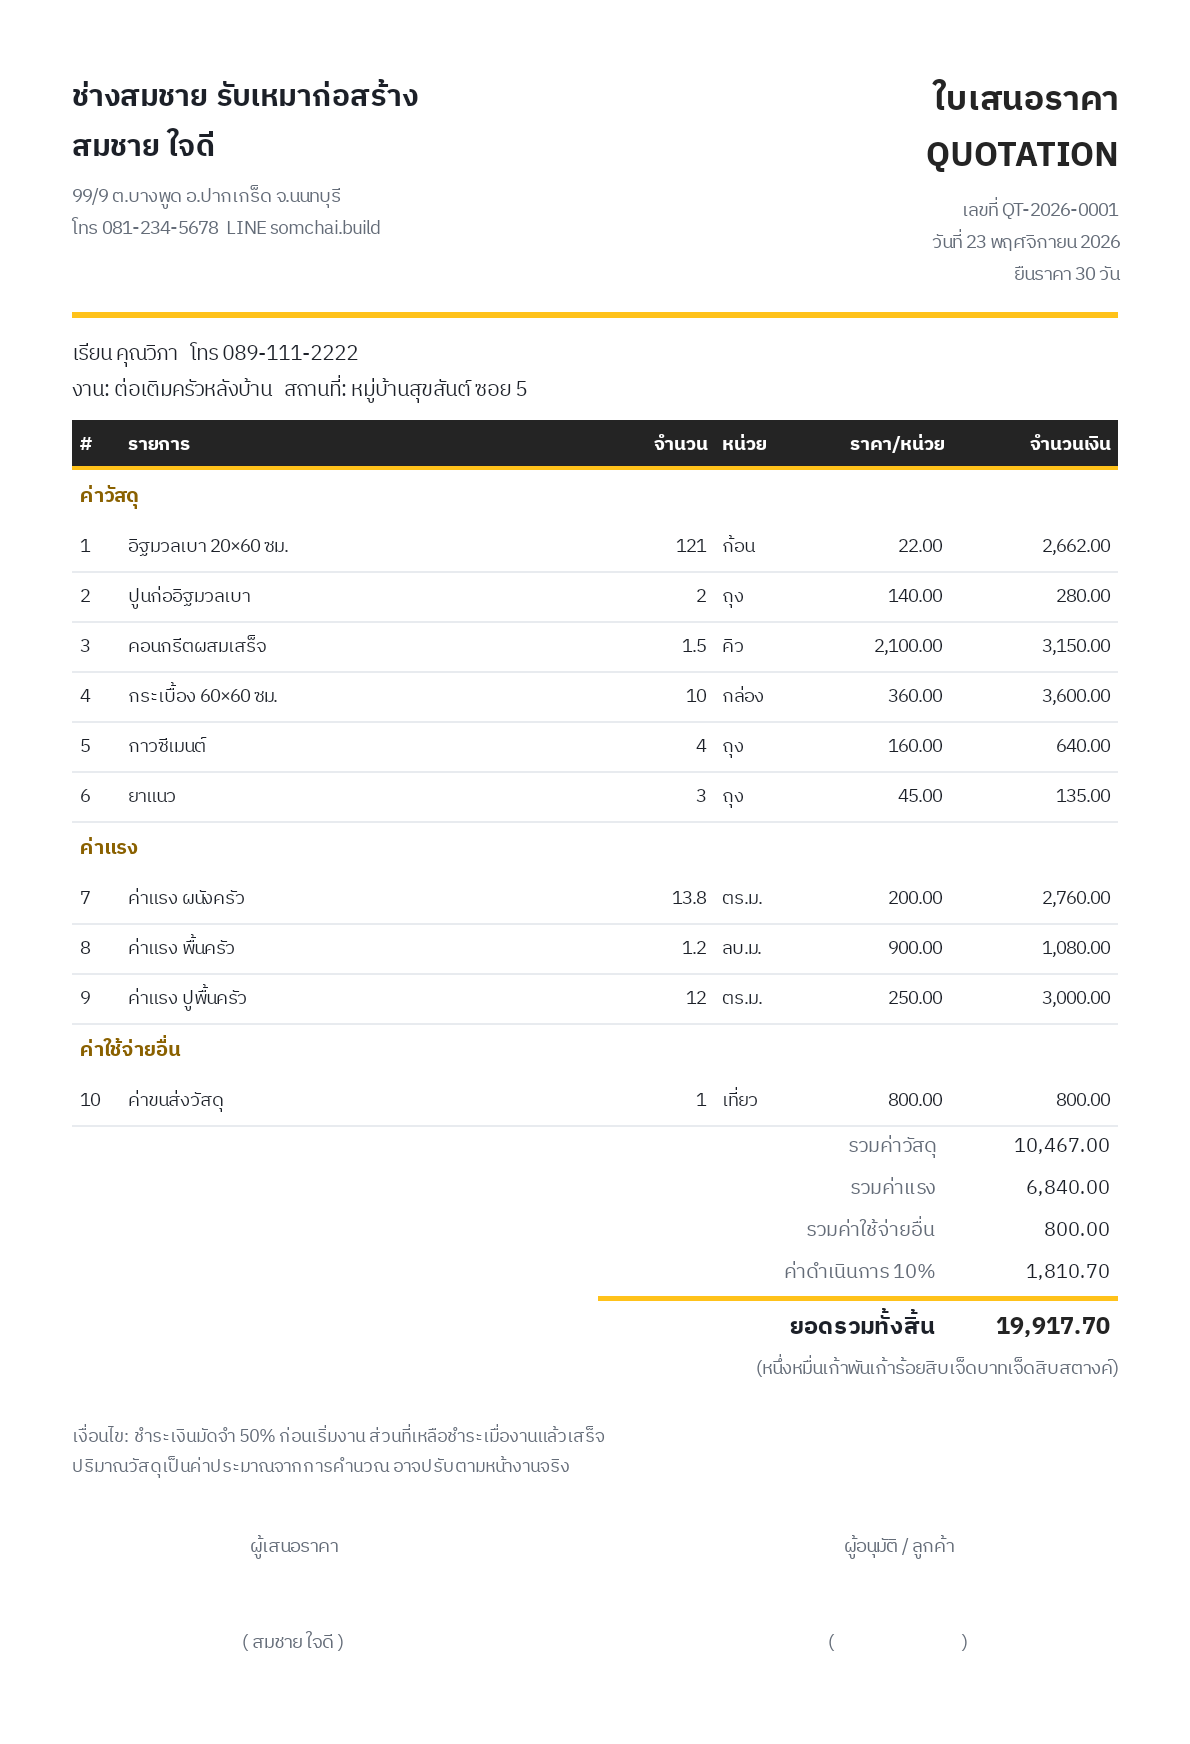 ช่างสมชาย รับเหมาก่อสร้าง
สมชาย ใจดี
99/9 ต.บางพูด อ.ปากเกร็ด จ.นนทบุรี
โทร 081-234-5678 LINE somchai.build
ใบเสนอราคา
QUOTATION
เลขที่ QT-2026-0001
วันที่ 23 พฤศจิกายน 2026
ยืนราคา 30 วัน
เรียน คุณวิภา โทร 089-111-2222
งาน: ต่อเติมครัวหลังบ้าน สถานที่: หมู่บ้านสุขสันต์ ซอย 5
# รายการ จำนวน หน่วย ราคา/หน่วย จำนวนเงิน
ค่าวัสดุ
1 อิฐมวลเบา 20×60 ซม. 121 ก้อน 22.00 2,662.00
2 ปูนก่ออิฐมวลเบา 2 ถุง 140.00 280.00
3 คอนกรีตผสมเสร็จ 1.5 คิว 2,100.00 3,150.00
4 กระเบื้อง 60×60 ซม. 10 กล่อง 360.00 3,600.00
5 กาวซีเมนต์ 4 ถุง 160.00 640.00
6 ยาแนว 3 ถุง 45.00 135.00
ค่าแรง
7 ค่าแรง ผนังครัว 13.8 ตร.ม. 200.00 2,760.00
8 ค่าแรง พื้นครัว 1.2 ลบ.ม. 900.00 1,080.00
9 ค่าแรง ปูพื้นครัว 12 ตร.ม. 250.00 3,000.00
ค่าใช้จ่ายอื่น
10 ค่าขนส่งวัสดุ 1 เที่ยว 800.00 800.00
รวมค่าวัสดุ 10,467.00
รวมค่าแรง 6,840.00
รวมค่าใช้จ่ายอื่น 800.00
ค่าดำเนินการ 10% 1,810.70
ยอดรวมทั้งสิ้น 19,917.70
(หนึ่งหมื่นเก้าพันเก้าร้อยสิบเจ็ดบาทเจ็ดสิบสตางค์)
เงื่อนไข: ชำระเงินมัดจำ 50% ก่อนเริ่มงาน ส่วนที่เหลือชำระเมื่องานแล้วเสร็จ
ปริมาณวัสดุเป็นค่าประมาณจากการคำนวณ อาจปรับตามหน้างานจริง
ผู้เสนอราคา ผู้อนุมัติ / ลูกค้า
( สมชาย ใจดี ) ( )